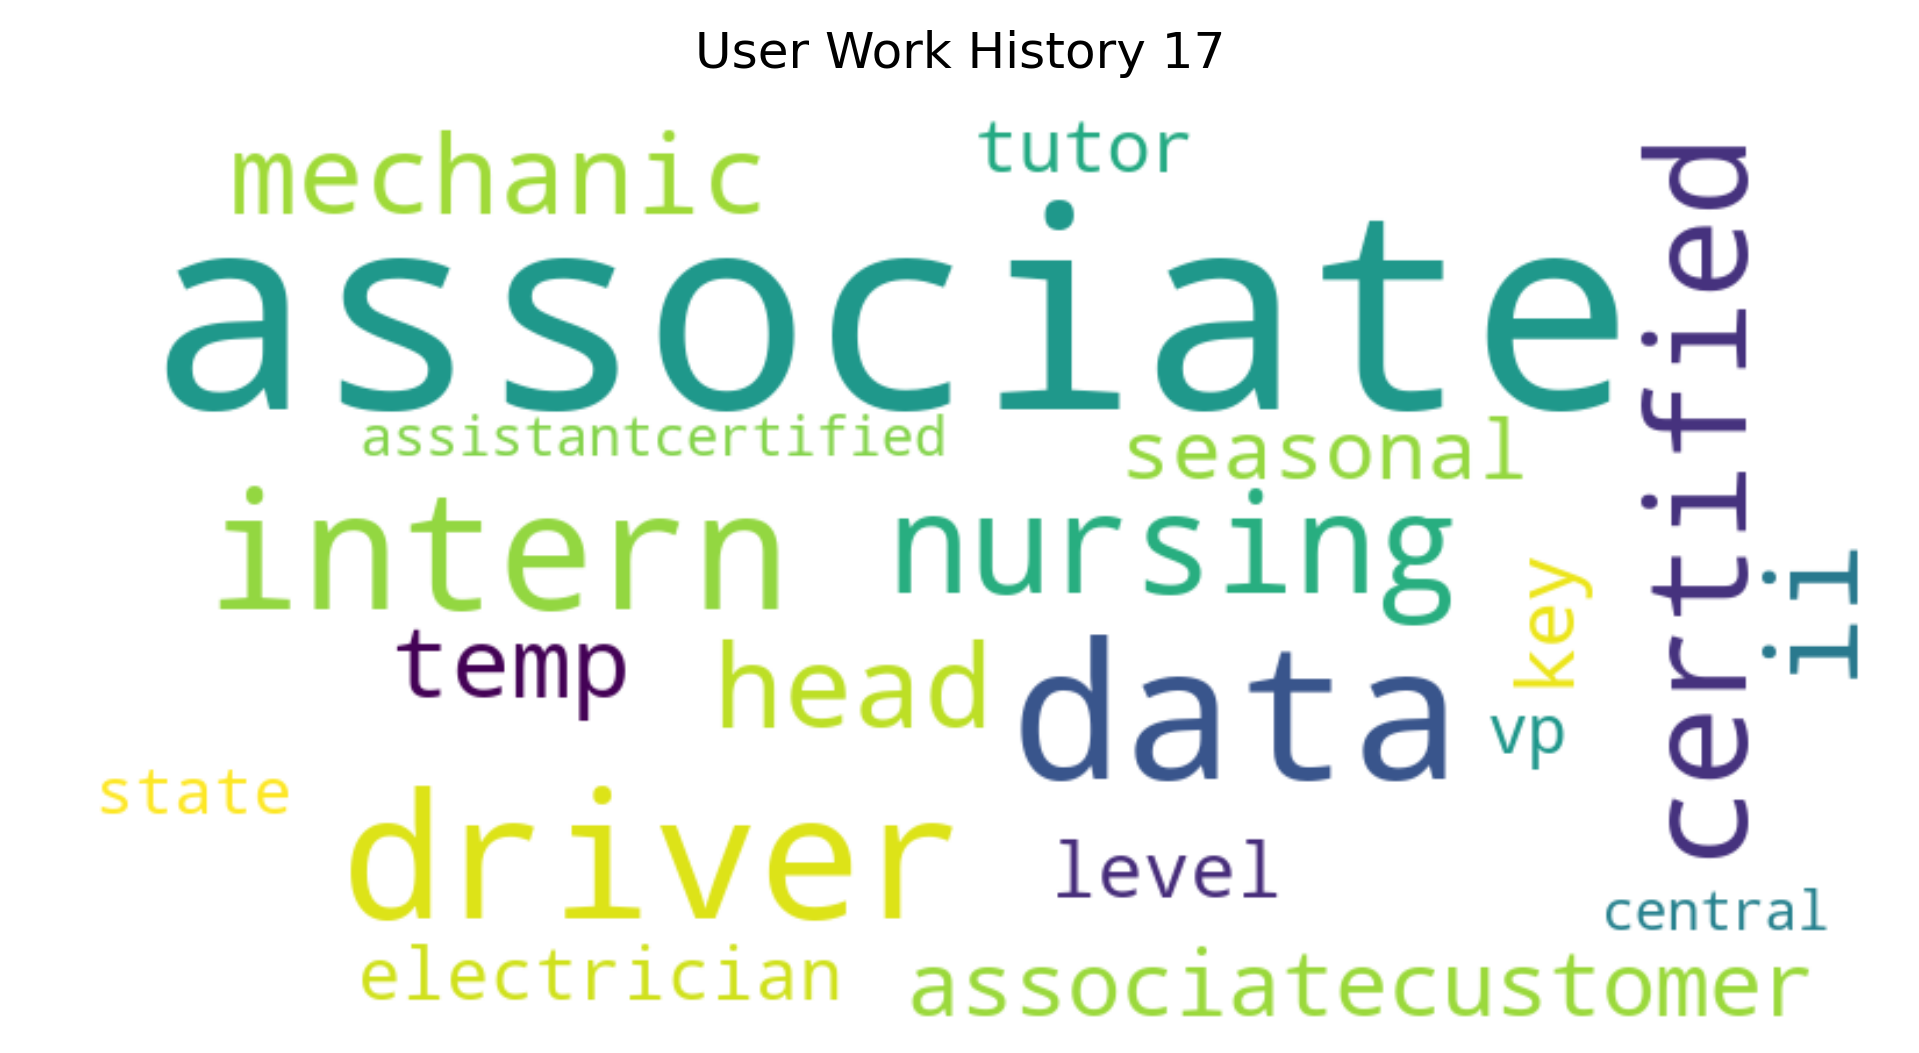 User Work History 17
mechanic
tutor
associate
certified
assistantcertified
seasonal
intern
nursing
key
il
temp
head
data
vp
state
driver
level
central
electrician
associatecustomer